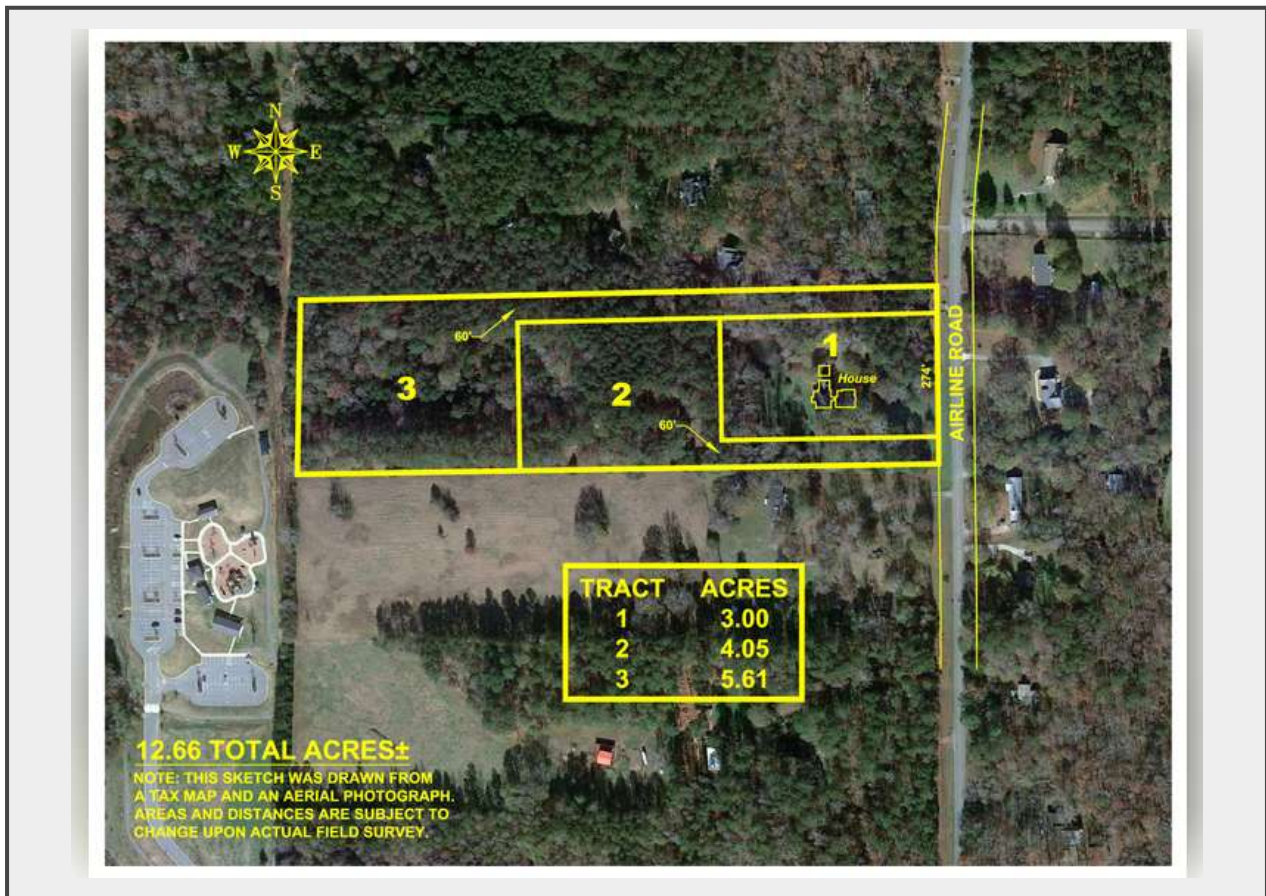 N
W E
S
60'
1
House
3
2
274'
AIRLINE ROAD
60'
TRACT ACRES
1 3.00
2 4.05
3 5.61
12.66 TOTAL ACRES±
NOTE: THIS SKETCH WAS DRAWN FROM
A TAX MAP AND AN AERIAL PHOTOGRAPH.
AREAS AND DISTANCES ARE SUBJECT TO
CHANGE UPON ACTUAL FIELD SURVEY.